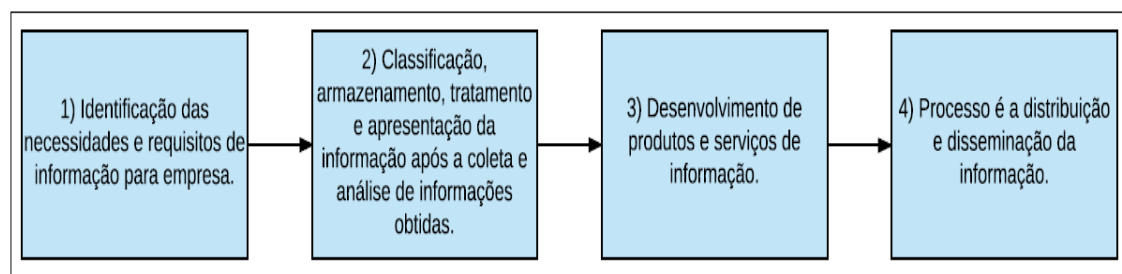 1) Identificação das
necessidades e requisitos de
informação para empresa.
2) Classificação,
armazenamento, tratamento
e apresentação da
informação após a coleta e
análise de informações
obtidas.
3) Desenvolvimento de
produtos e serviços de
informação.
4) Processo é a distribuição
e disseminação da
informação.